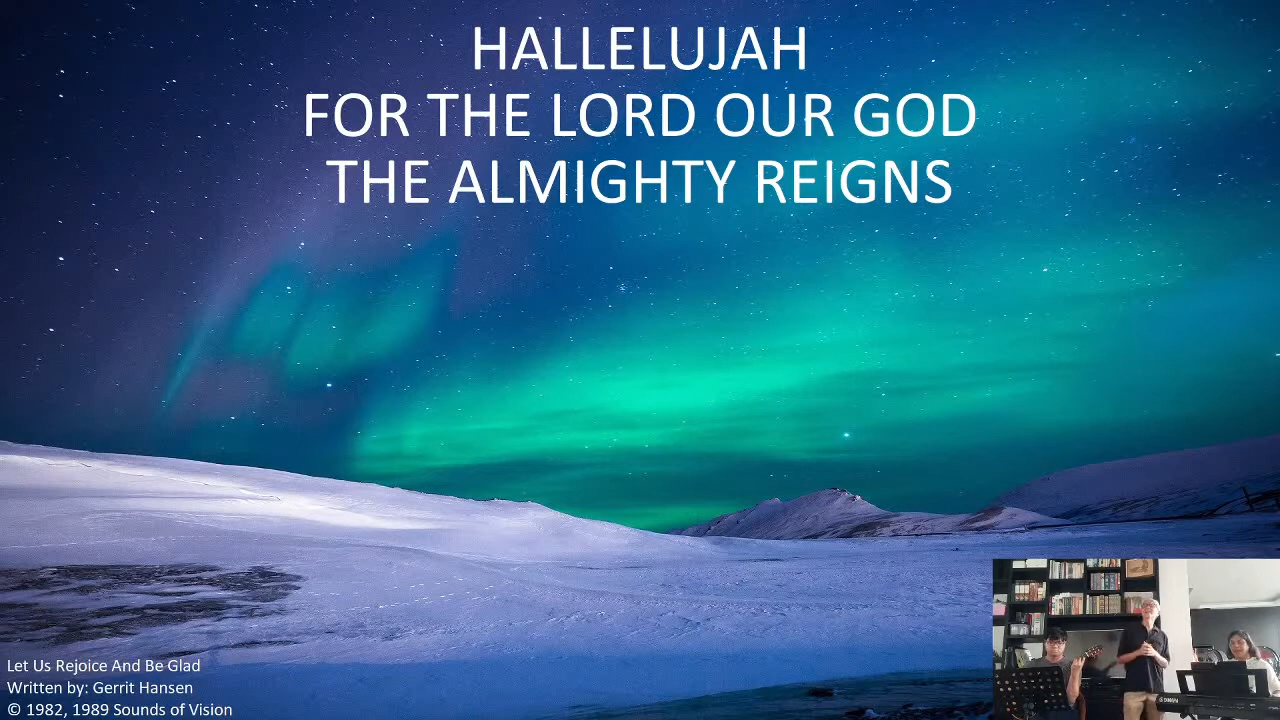 HALLELUJAH
FOR THE LORD OUR GOD
THE ALMIGHTY REIGNS
Let Us Rejoice And Be Glad
Written by: Gerrit Hansen
© 1982, 1989 Sounds of Vision